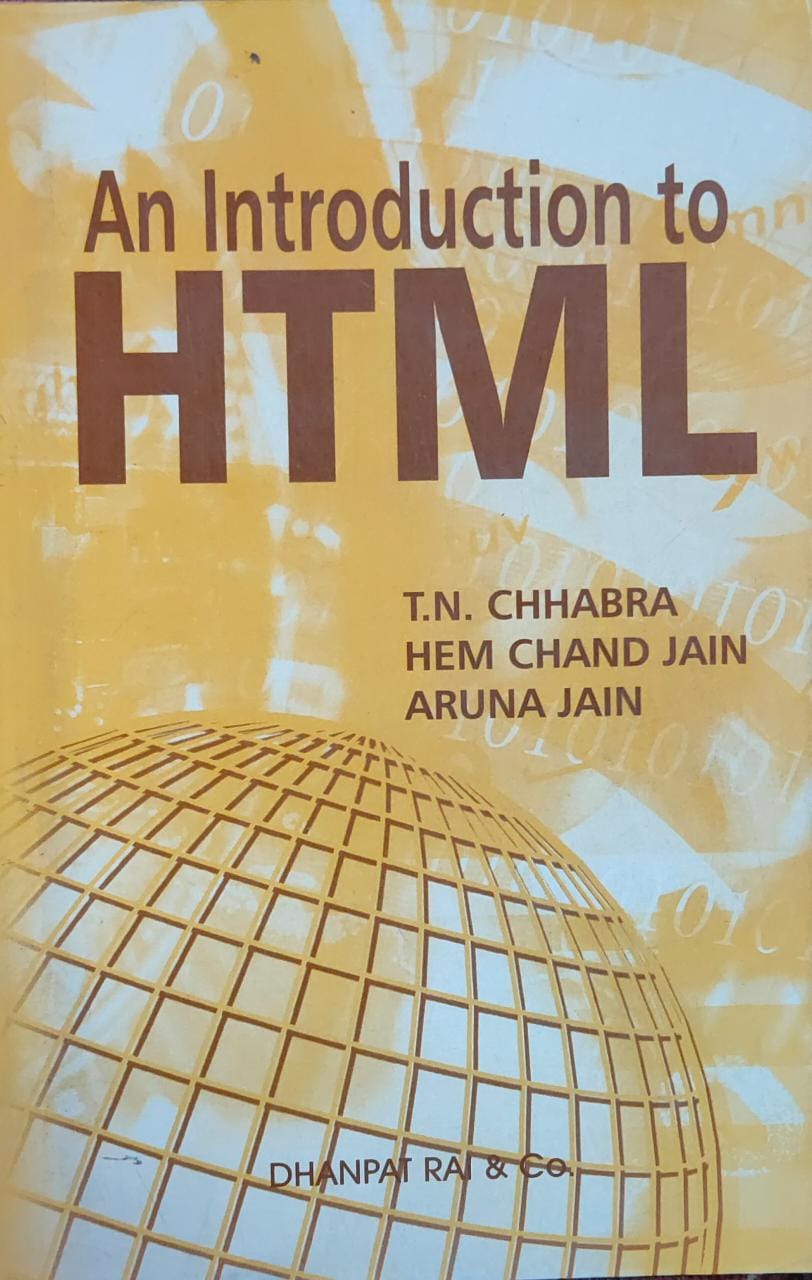 An Introduction to
HTML
T.N. CHHABRA
HEM CHAND JAIN
ARUNA JAIN
DHANPAT RAI & Co.